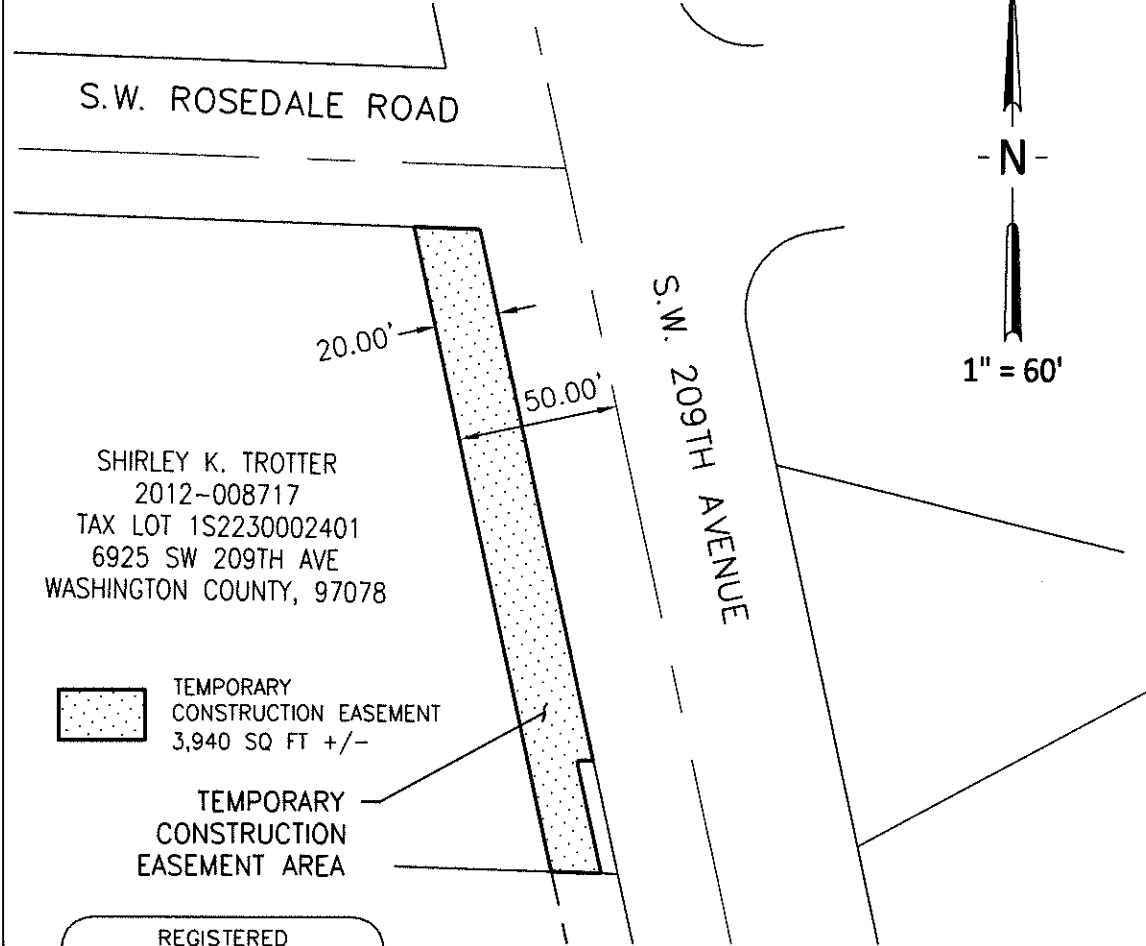 S.W. ROSEDALE ROAD
- N -
1" = 60'
20.00'
50.00'
S.W. 209TH AVENUE
SHIRLEY K. TROTTER
2012-008717
TAX LOT 1S2230002401
6925 SW 209TH AVE
WASHINGTON COUNTY, 97078
TEMPORARY
CONSTRUCTION EASEMENT
3,940 SQ FT +/-
TEMPORARY
CONSTRUCTION
EASEMENT AREA
REGISTERED